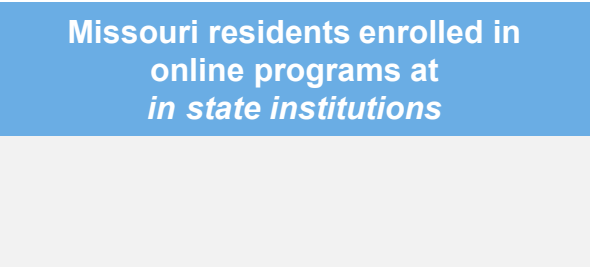 Missouri residents enrolled in
online programs at
in state institutions